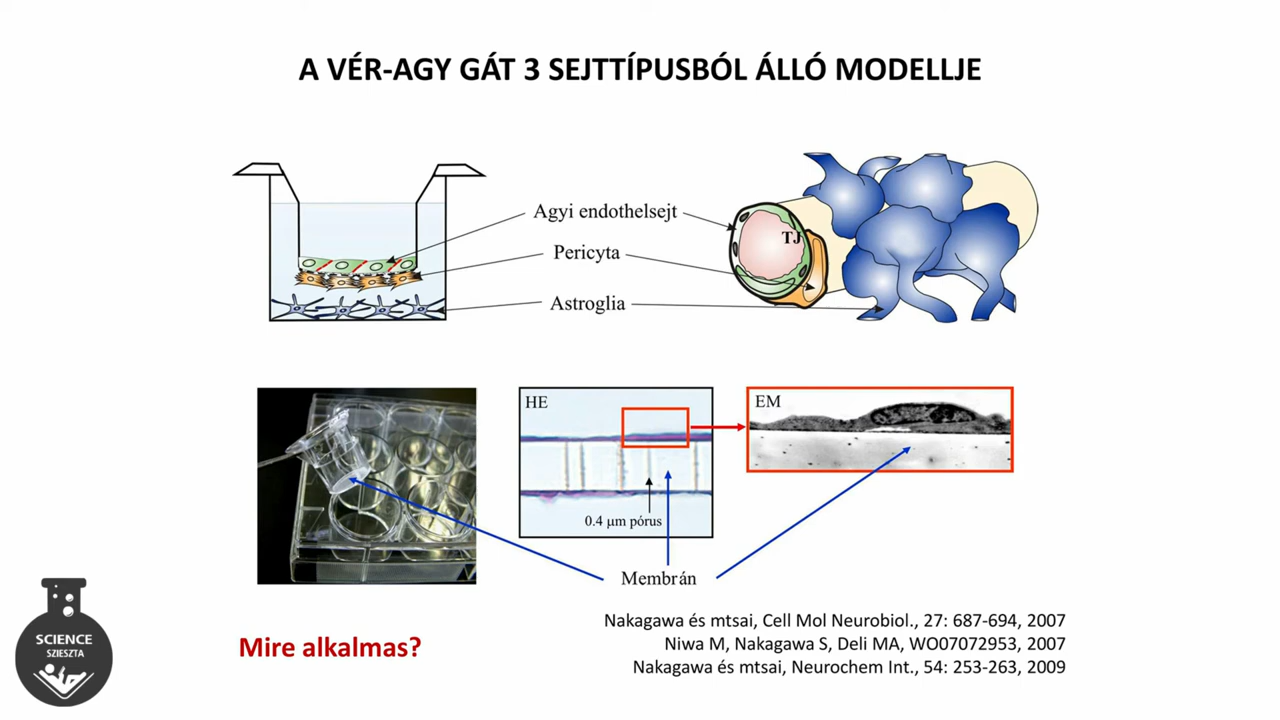 A VÉR-AGY GÁT 3 SEJTTÍPUSBÓL ÁLLÓ MODELLJE
Agyi endothelsejt
TJ
Pericyta
Astroglia
HE
EM
0.4 µm pórus
Membrán
SCIENCE
SZIESZTA
Mire alkalmas?
Nakagawa és mtsai, Cell Mol Neurobiol., 27: 687-694, 2007
Niwa M, Nakagawa S, Deli MA, WO07072953, 2007
Nakagawa és mtsai, Neurochem Int., 54: 253-263, 2009